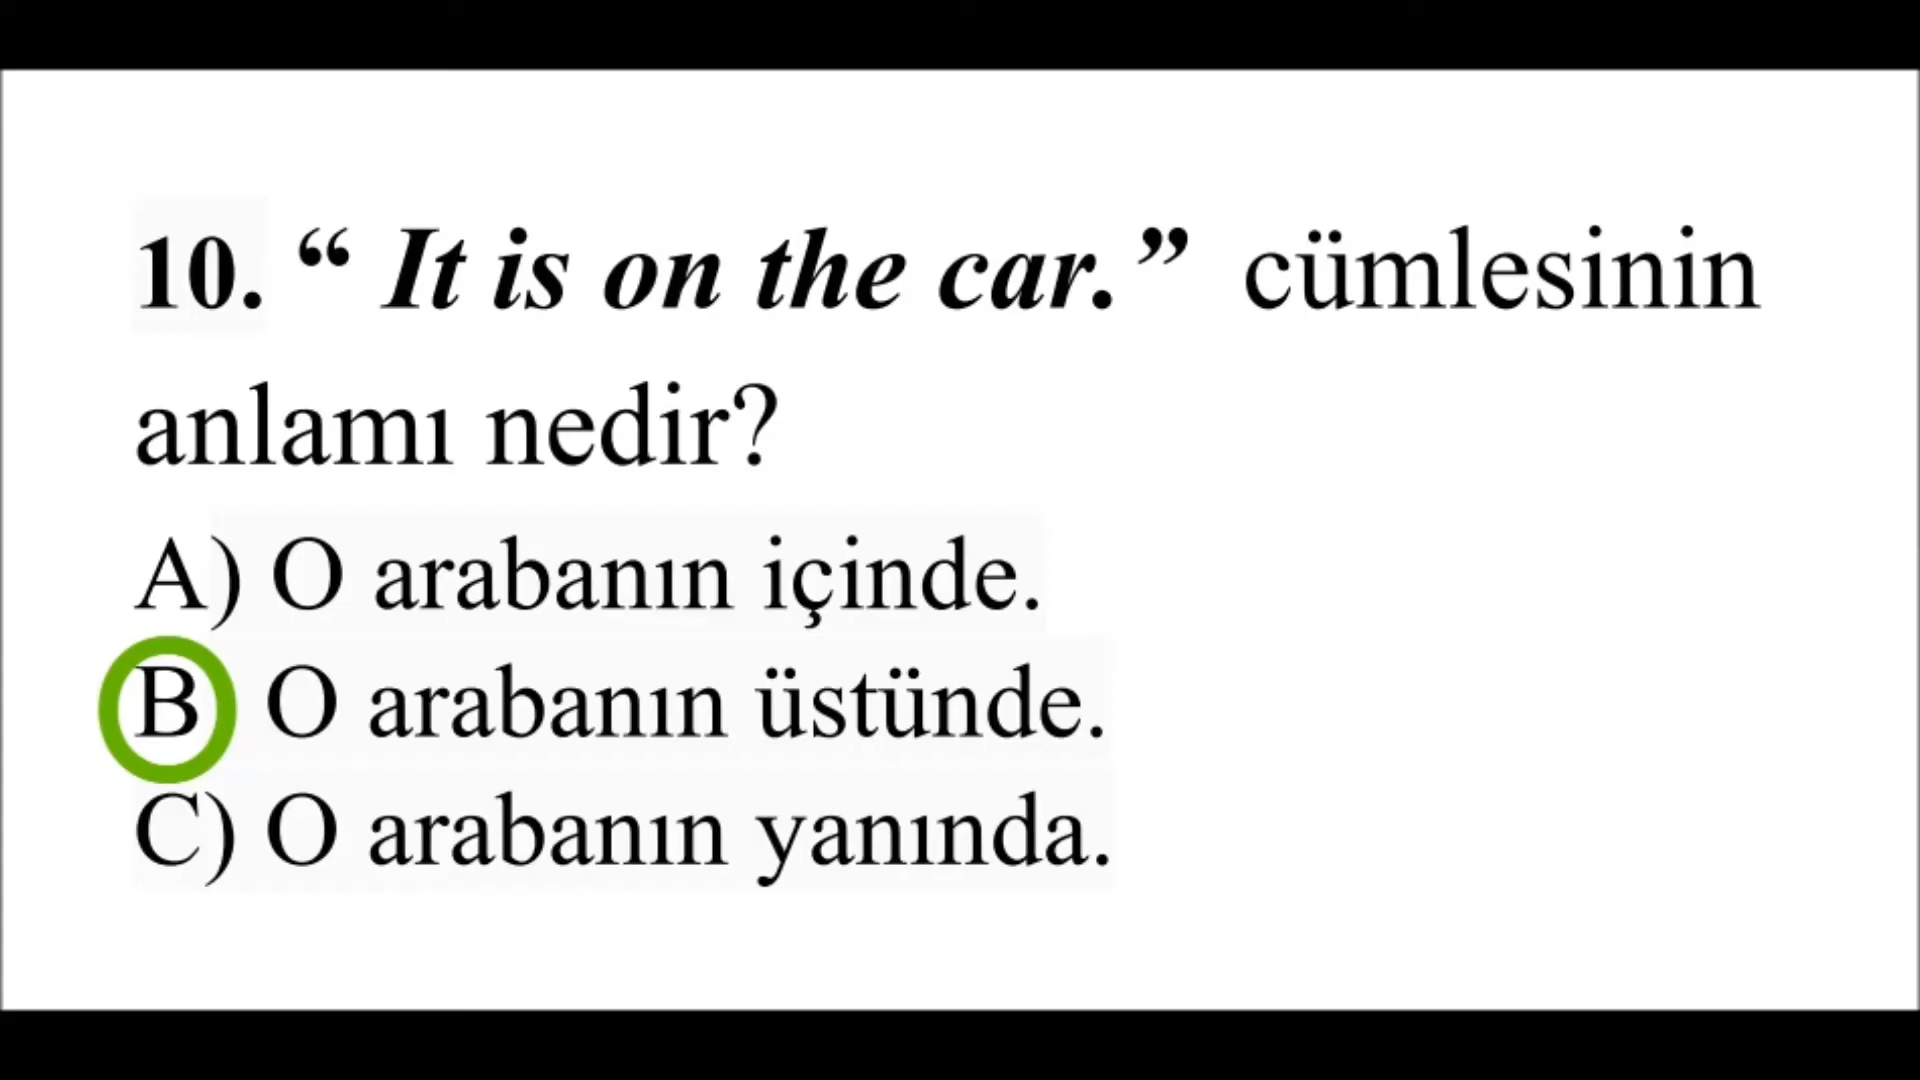 10. “ It is on the car.” cümlesinin
anlamı nedir?
A) O arabanın içinde.
B O arabanın üstünde.
C) O arabanın yanında.